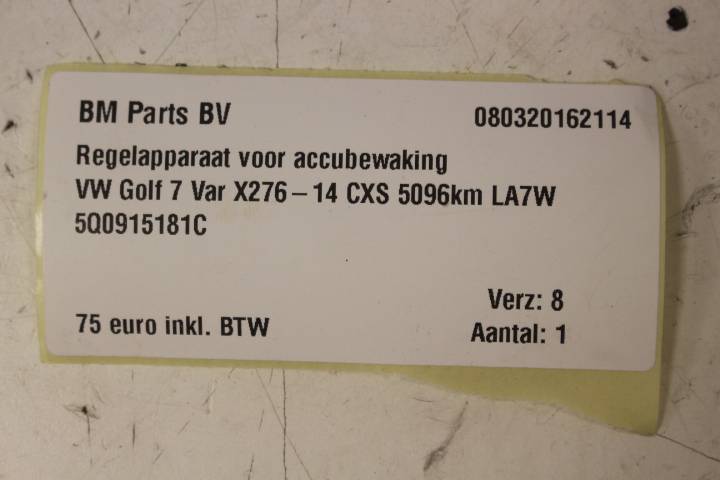 BM Parts BV 080320162114
Regelapparaat voor accubewaking
VW Golf 7 Var X276-14 CXS 5096km LA7W
5Q0915181C
Verz: 8
75 euro inkl. BTW Aantal: 1